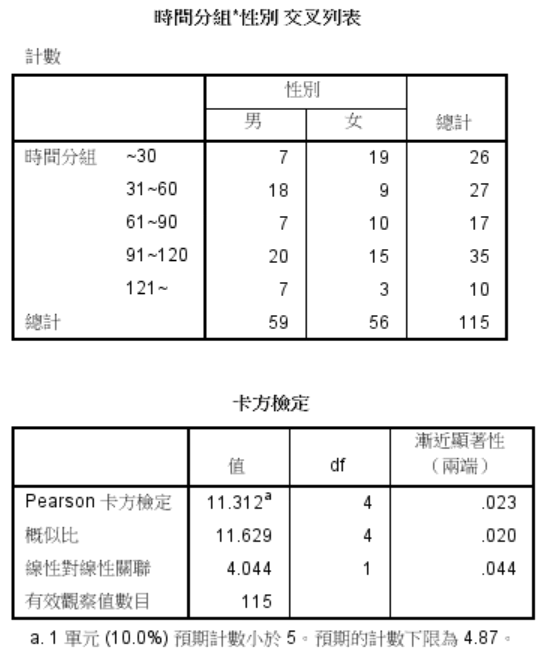 時間分組*性別 交叉列表
計數
性別
男 女 總計
時間分組 ~30 7 19 26
31~60 18 9 27
61~90 7 10 17
91~120 20 15 35
121~ 7 3 10
總計 59 56 115
卡方檢定
值 df 漸近顯著性（兩端）
Pearson 卡方檢定 11.312a 4 .023
概似比 11.629 4 .020
線性對線性關聯 4.044 1 .044
有效觀察值數目 115
a. 1 單元 (10.0%) 預期計數小於 5。預期的計數下限為 4.87。